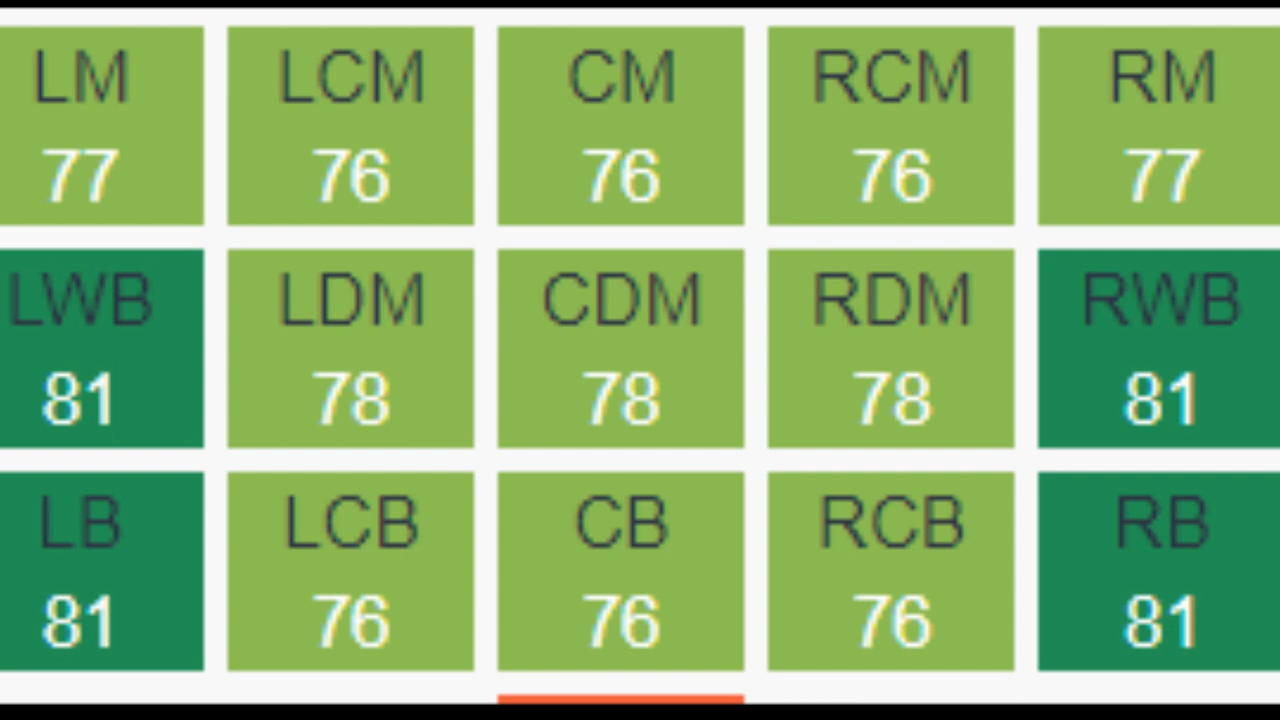 LM LCM CM RCM RM
77 76 76 76 77
LWB LDM CDM RDM RWB
81 78 78 78 81
LB LCB CB RCB RB
81 76 76 76 81